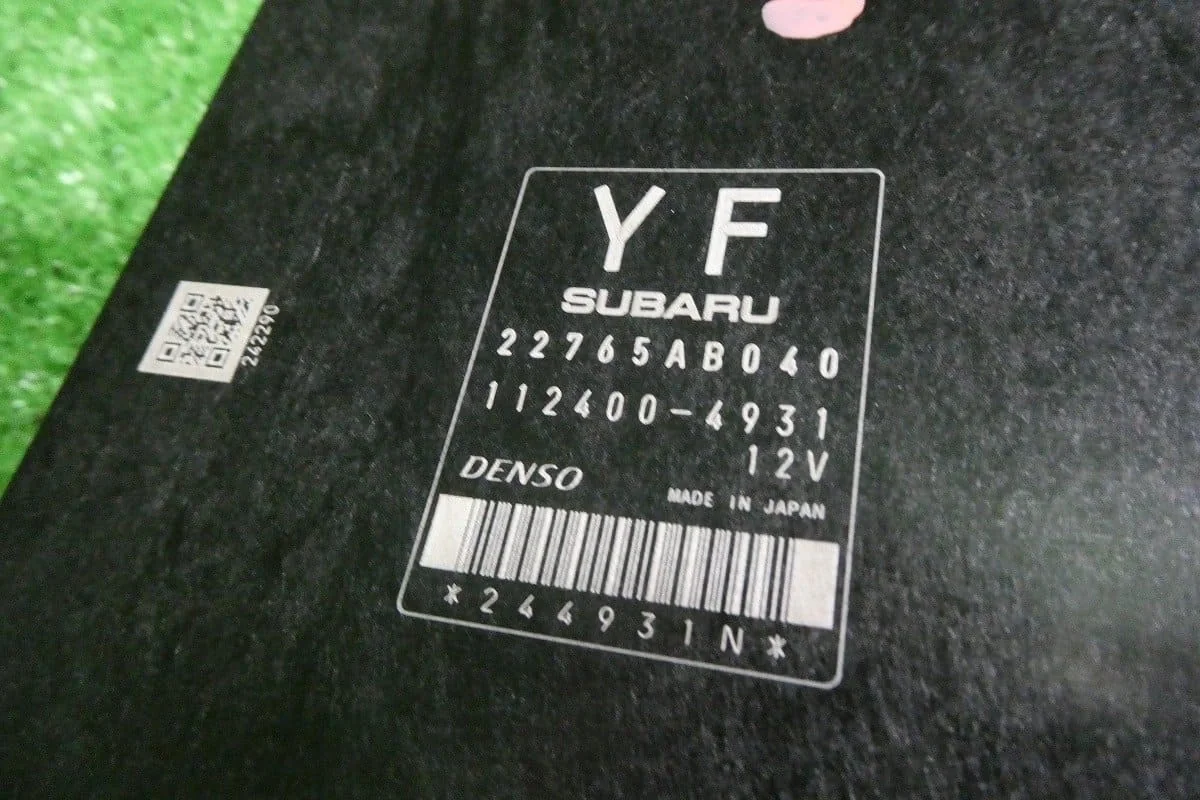 YF
SUBARU
22765AB040
112400-4931
12V
DENSO
MADE IN JAPAN
*244931N*
242290